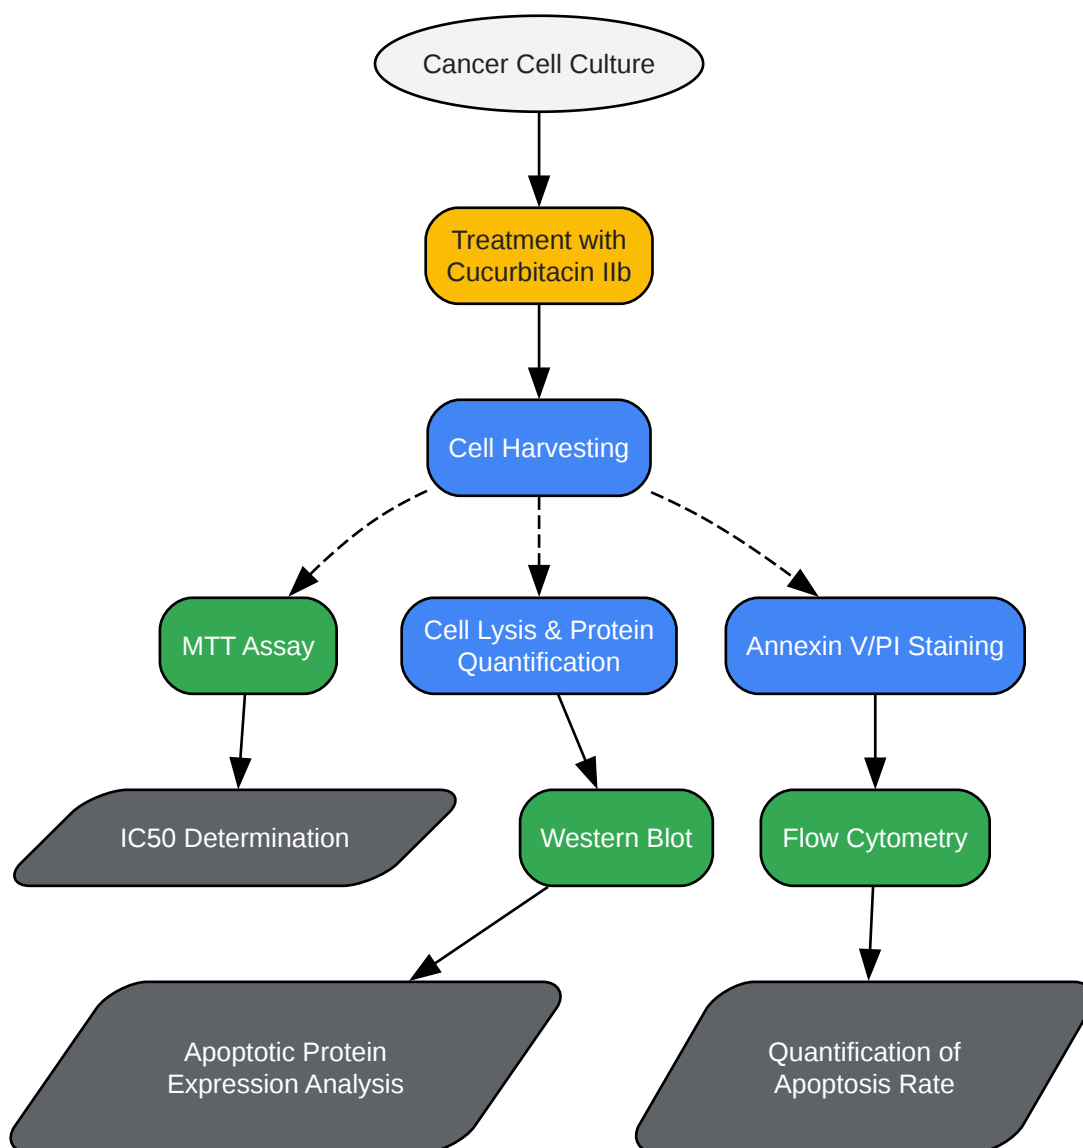 Cancer Cell Culture
Treatment with
Cucurbitacin IIb
Cell Harvesting
MTT Assay
Cell Lysis & Protein
Quantification
Annexin V/PI Staining
IC50 Determination
Western Blot
Flow Cytometry
Apoptotic Protein
Expression Analysis
Quantification of
Apoptosis Rate